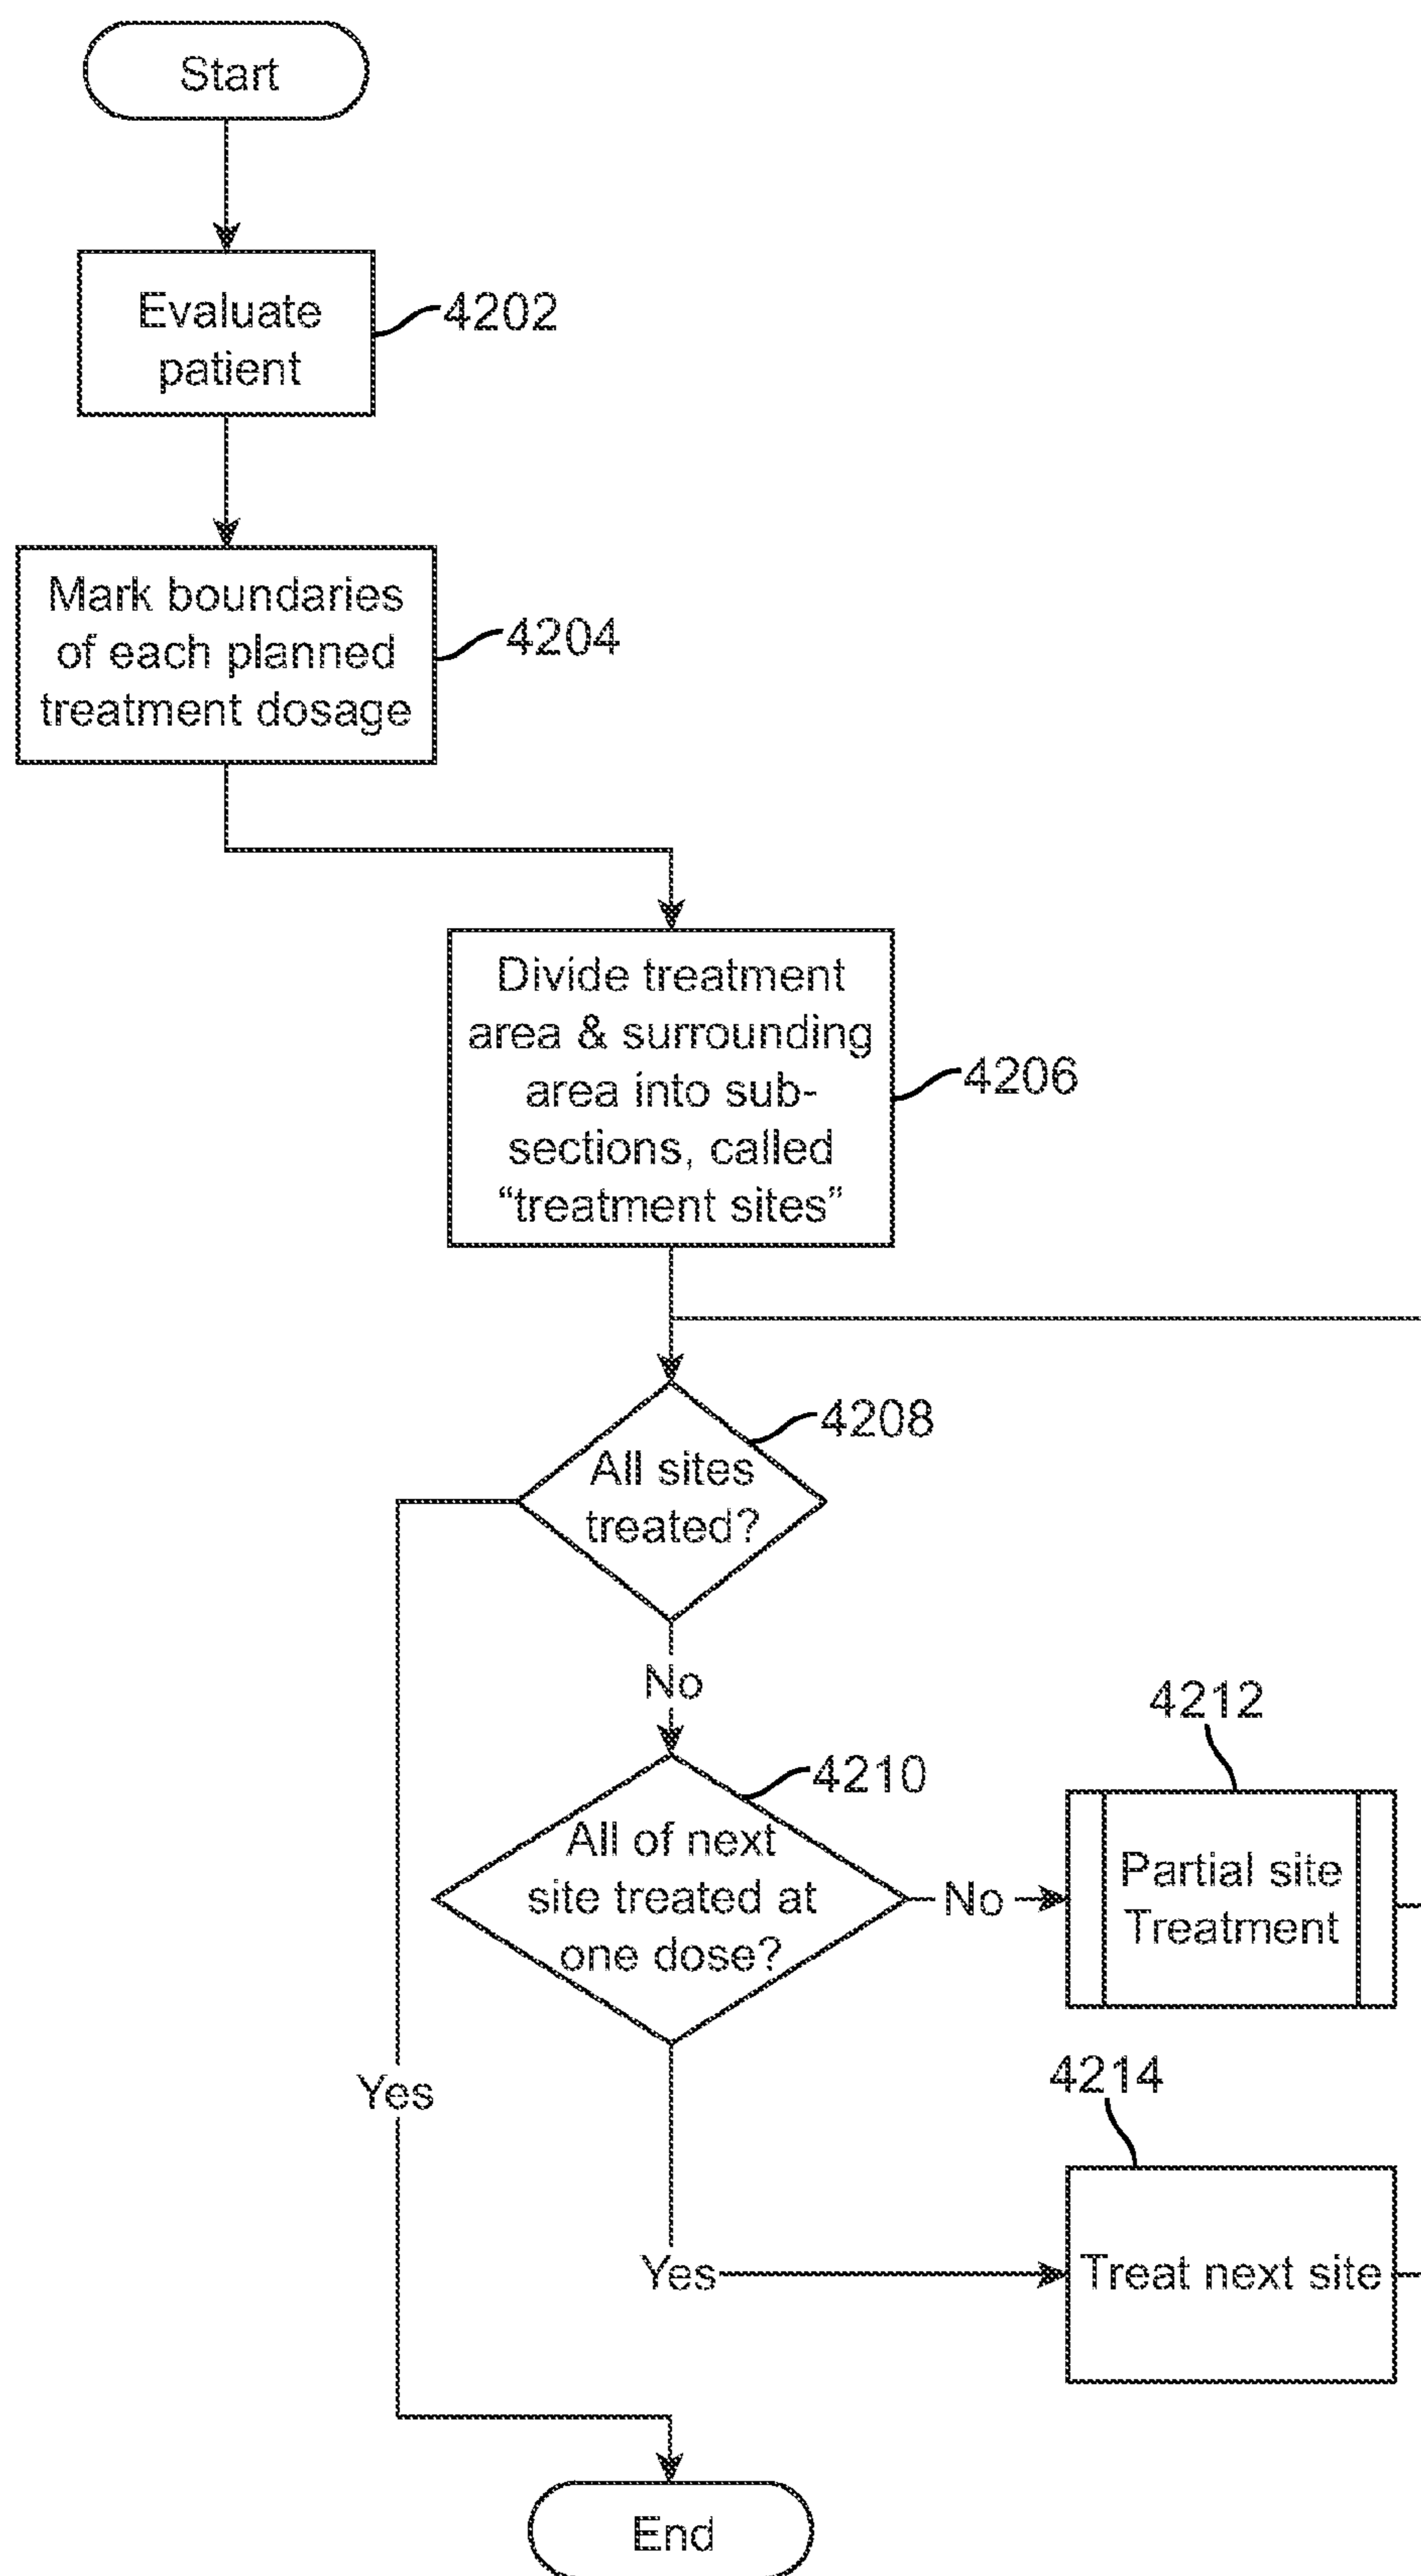 Start
Evaluate
patient
4202
Mark boundaries
of each planned
treatment dosage
4204
Divide treatment
area & surrounding
area into sub-
sections, called
“treatment sites”
4206
All sites
treated?
4208
No
4210
All of next
site treated at
one dose?
No
4212
Partial site
Treatment
Yes
4214
Yes
Treat next site
End